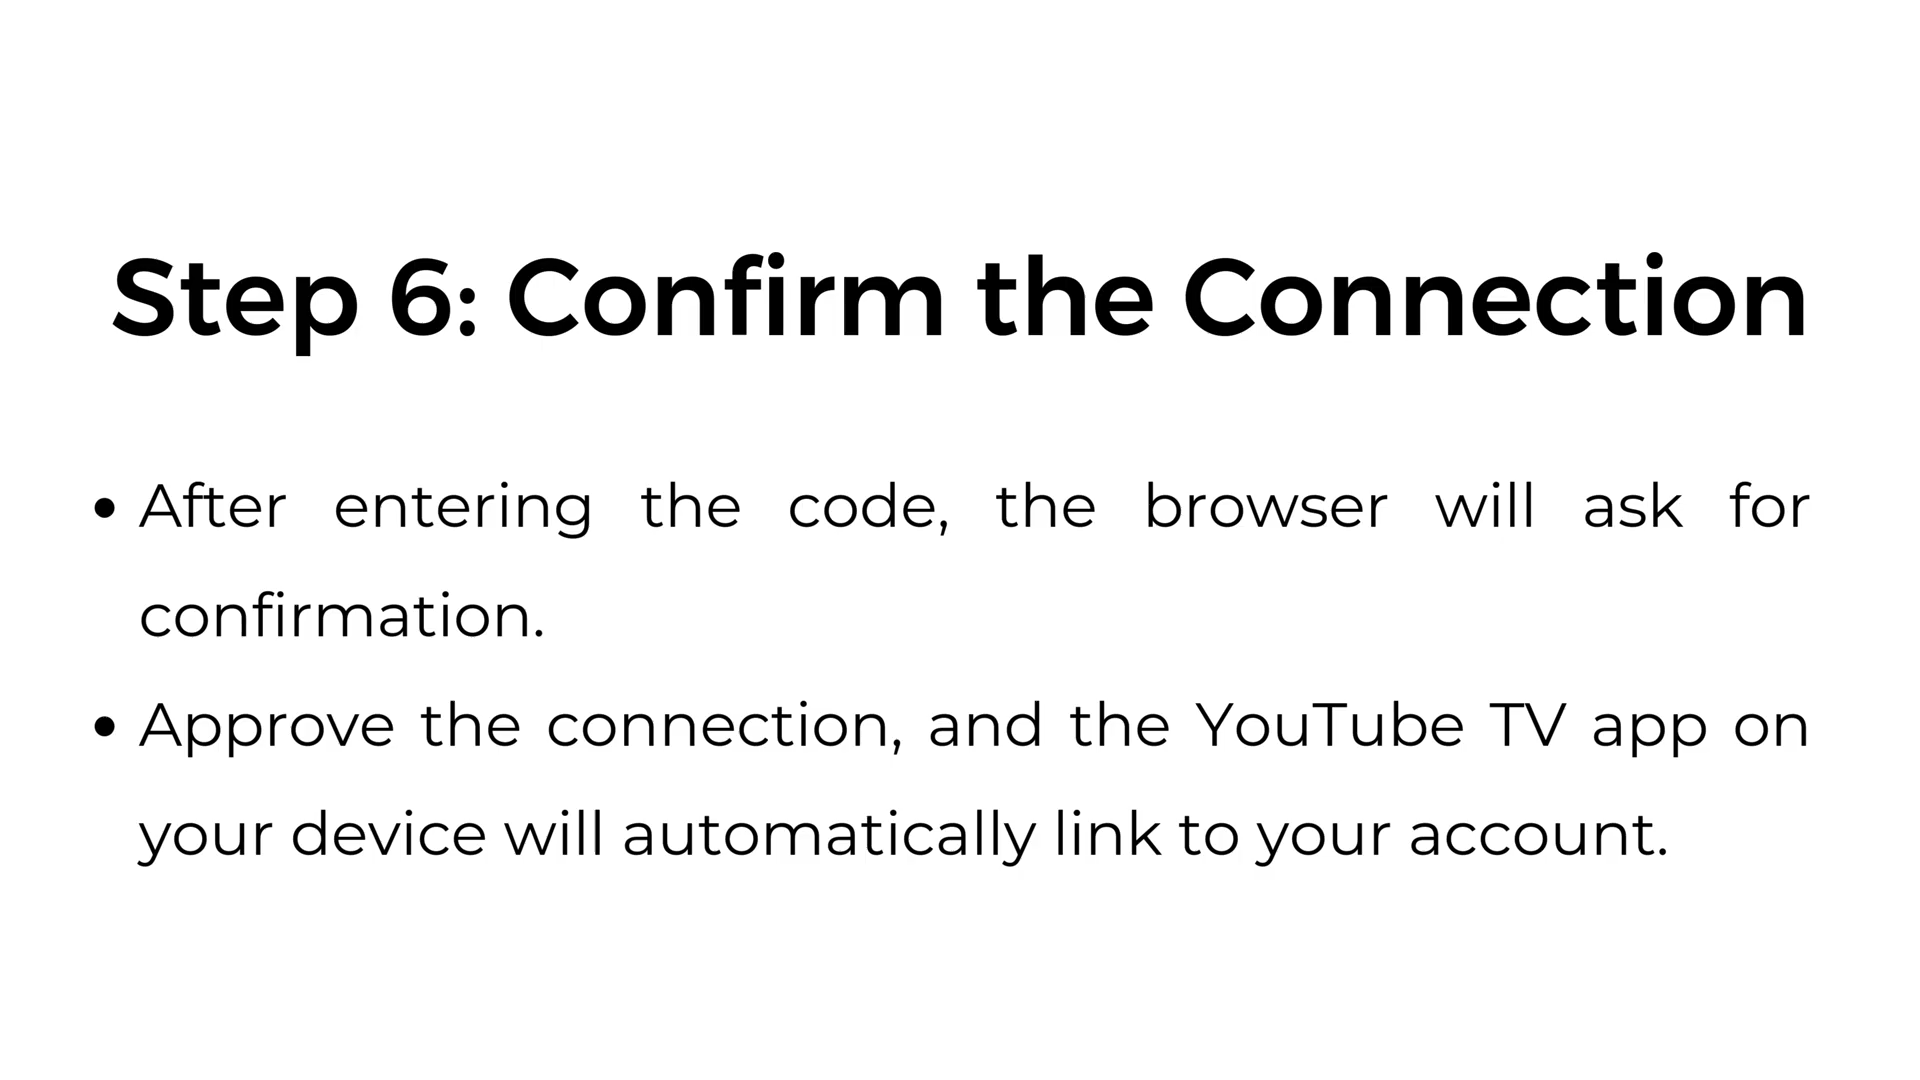 Step 6: Confirm the Connection
• After entering the code, the browser will ask for
confirmation.
• Approve the connection, and the YouTube TV app on
your device will automatically link to your account.